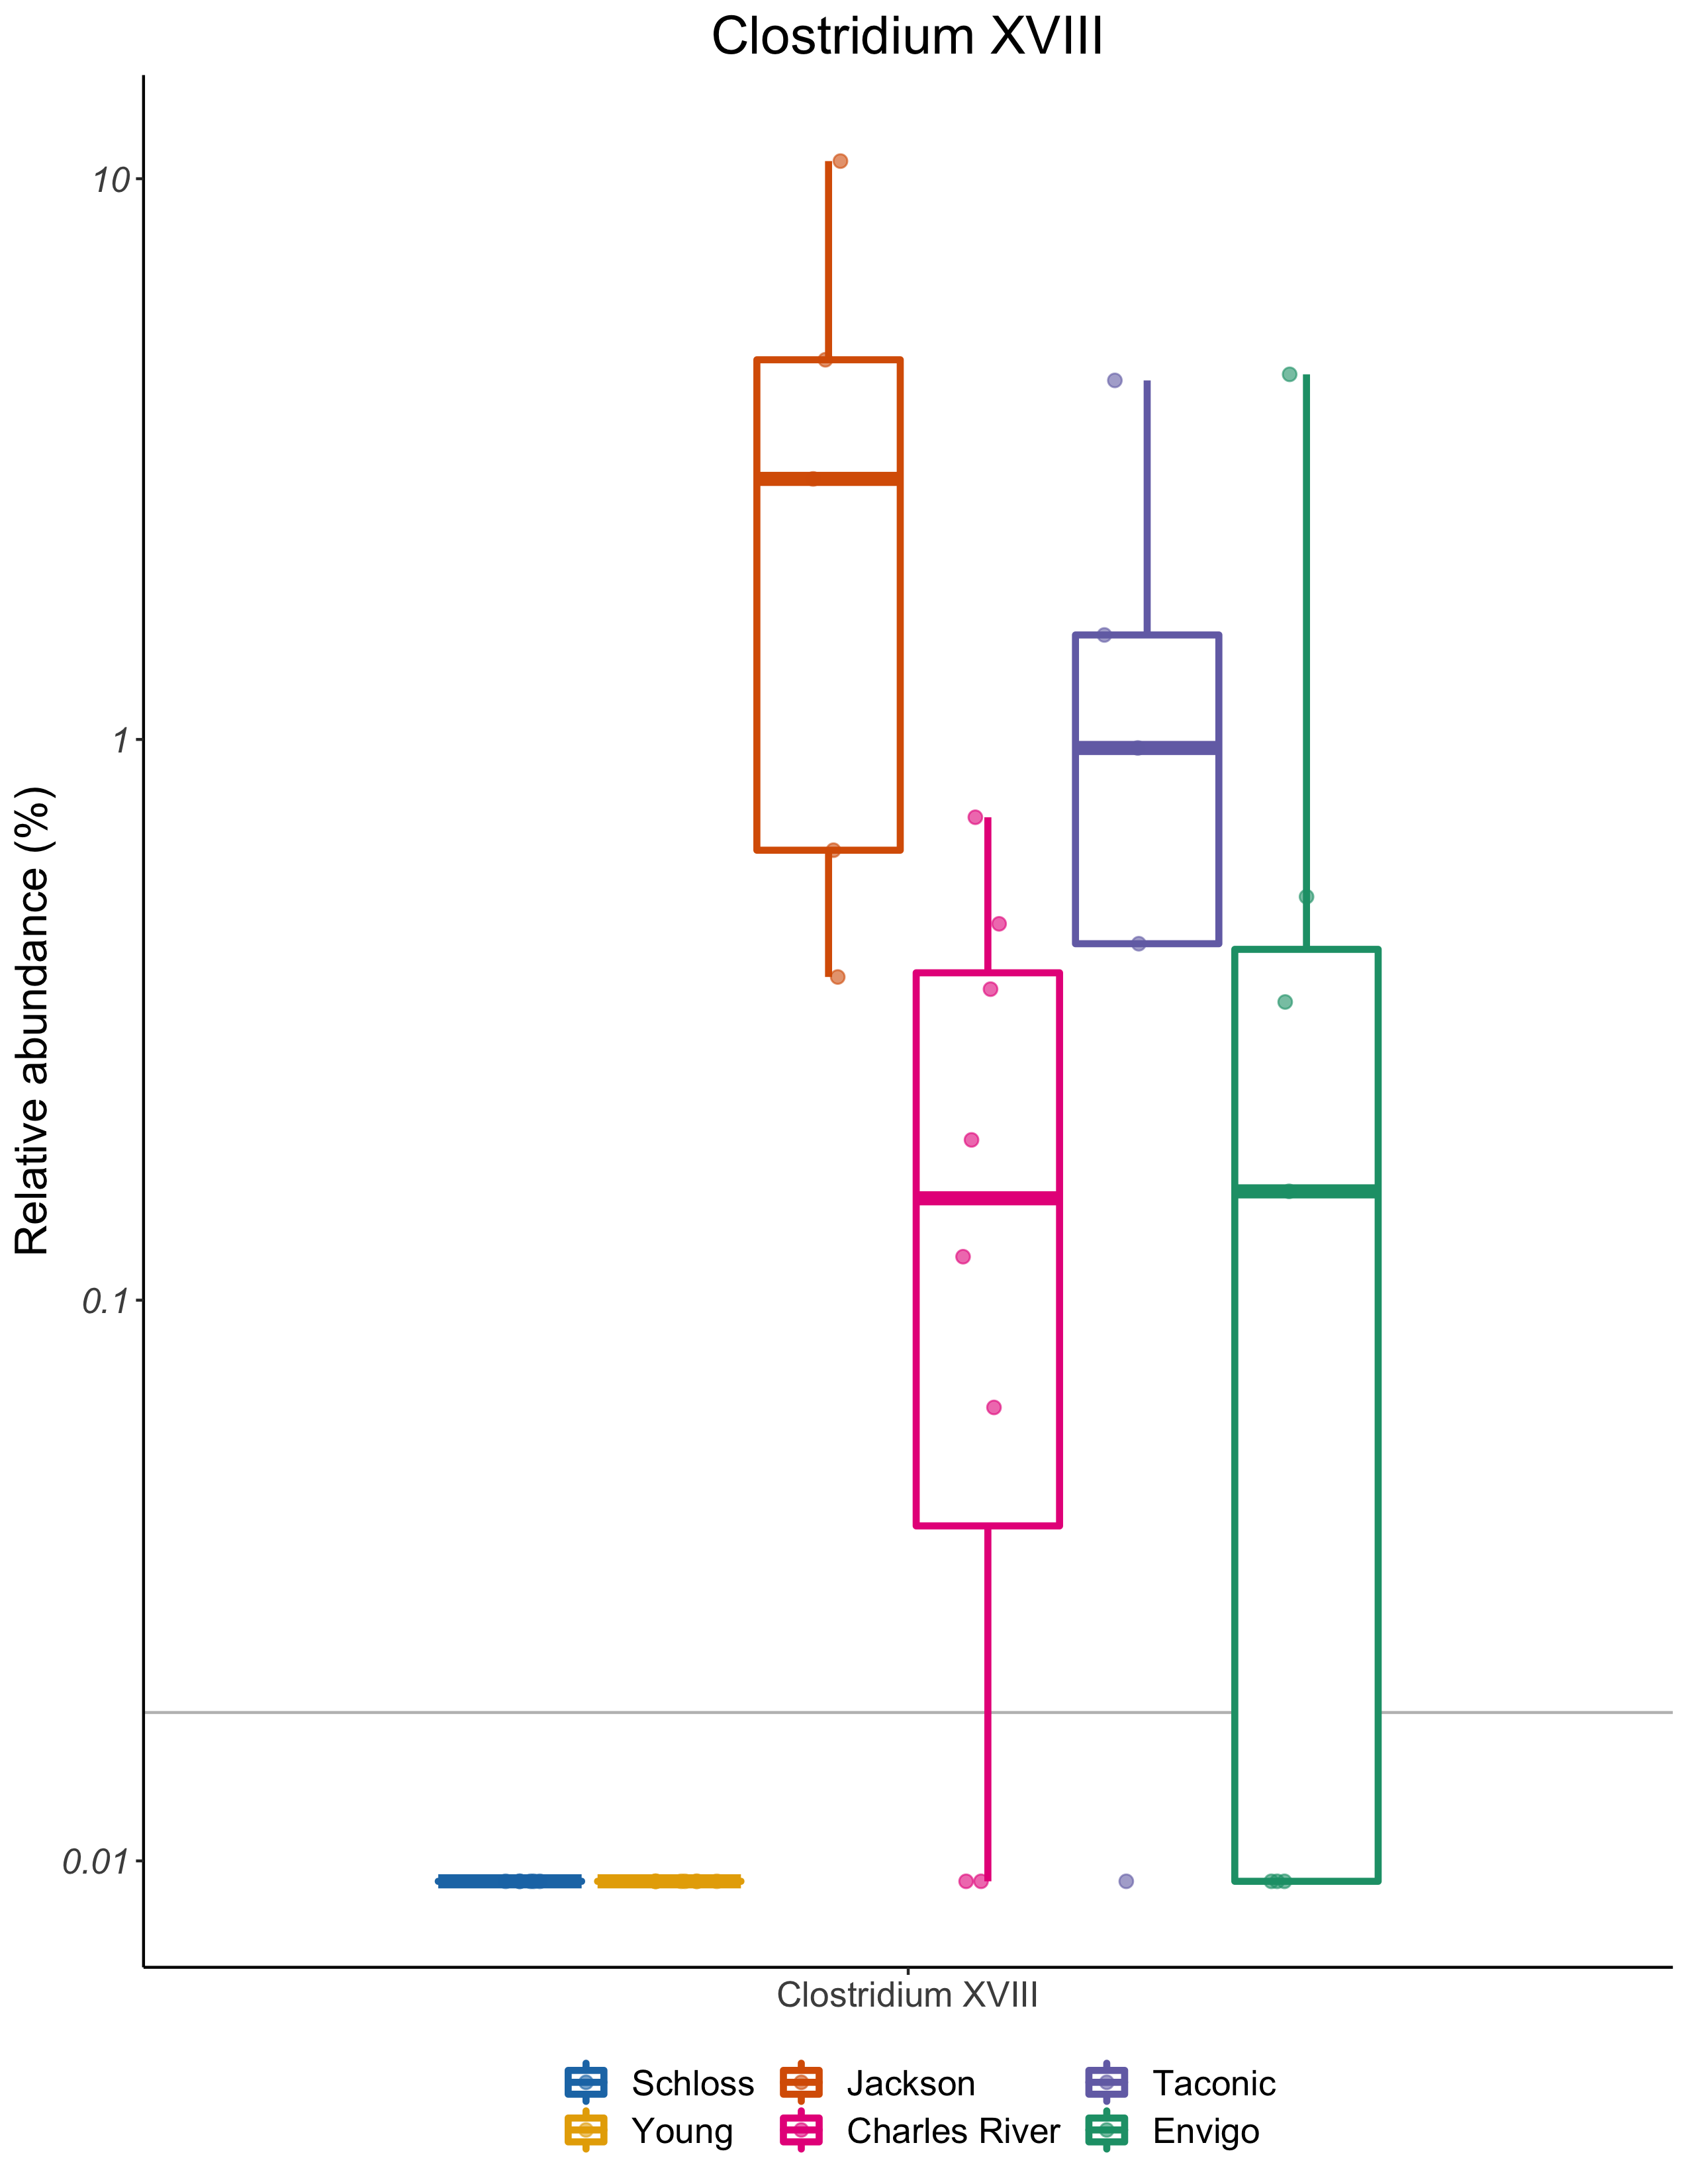 Clostridium XVIII
Relative abundance (%)
10
1
0.1
0.01
Clostridium XVIII
Schloss Jackson Taconic
Young Charles River Envigo